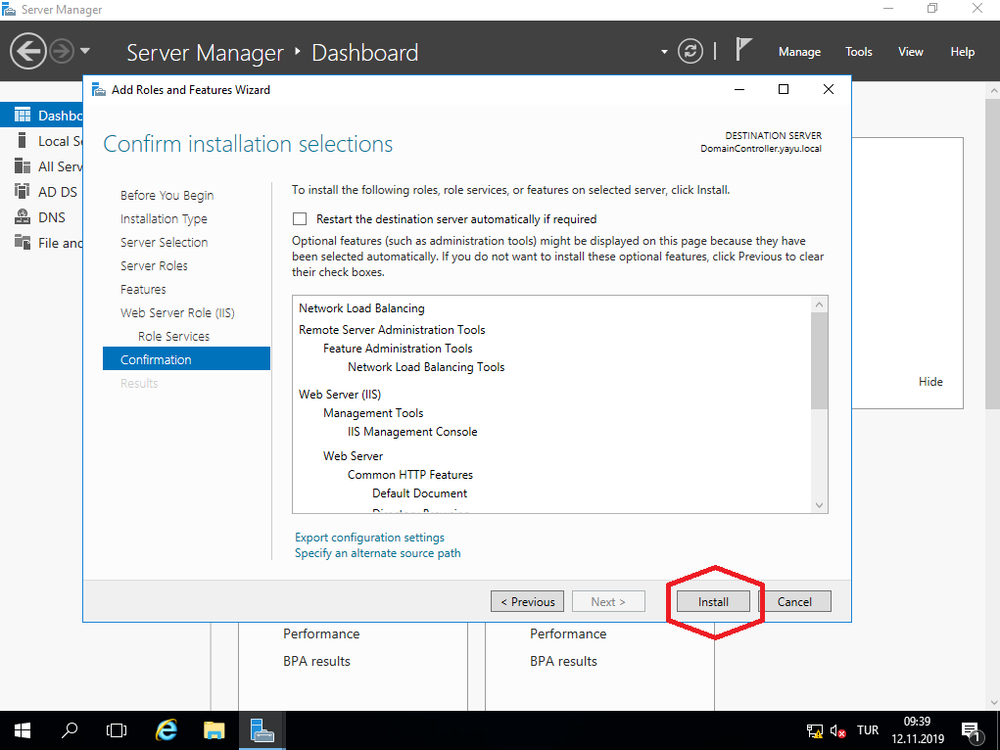 Server Manager
Server Manager ‣ Dashboard
Manage Tools View Help
Dashbo
Local Se
All Serv
AD DS
DNS
File and
Add Roles and Features Wizard
Confirm installation selections
DESTINATION SERVER
DomainController.yayu.local
Before You Begin
Installation Type
Server Selection
Server Roles
Features
Web Server Role (IIS)
Role Services
Confirmation
Results
To install the following roles, role services, or features on selected server, click Install.
Restart the destination server automatically if required
Optional features (such as administration tools) might be displayed on this page because they have
been selected automatically. If you do not want to install these optional features, click Previous to clear
their check boxes.
Network Load Balancing
Remote Server Administration Tools
Feature Administration Tools
Network Load Balancing Tools
Web Server (IIS)
Management Tools
IIS Management Console
Web Server
Common HTTP Features
Default Document
Directory Browsing
Export configuration settings
Specify an alternate source path
< Previous Next > Install Cancel
Hide
Performance
BPA results
Performance
BPA results
TUR
09:39
12.11.2019
1